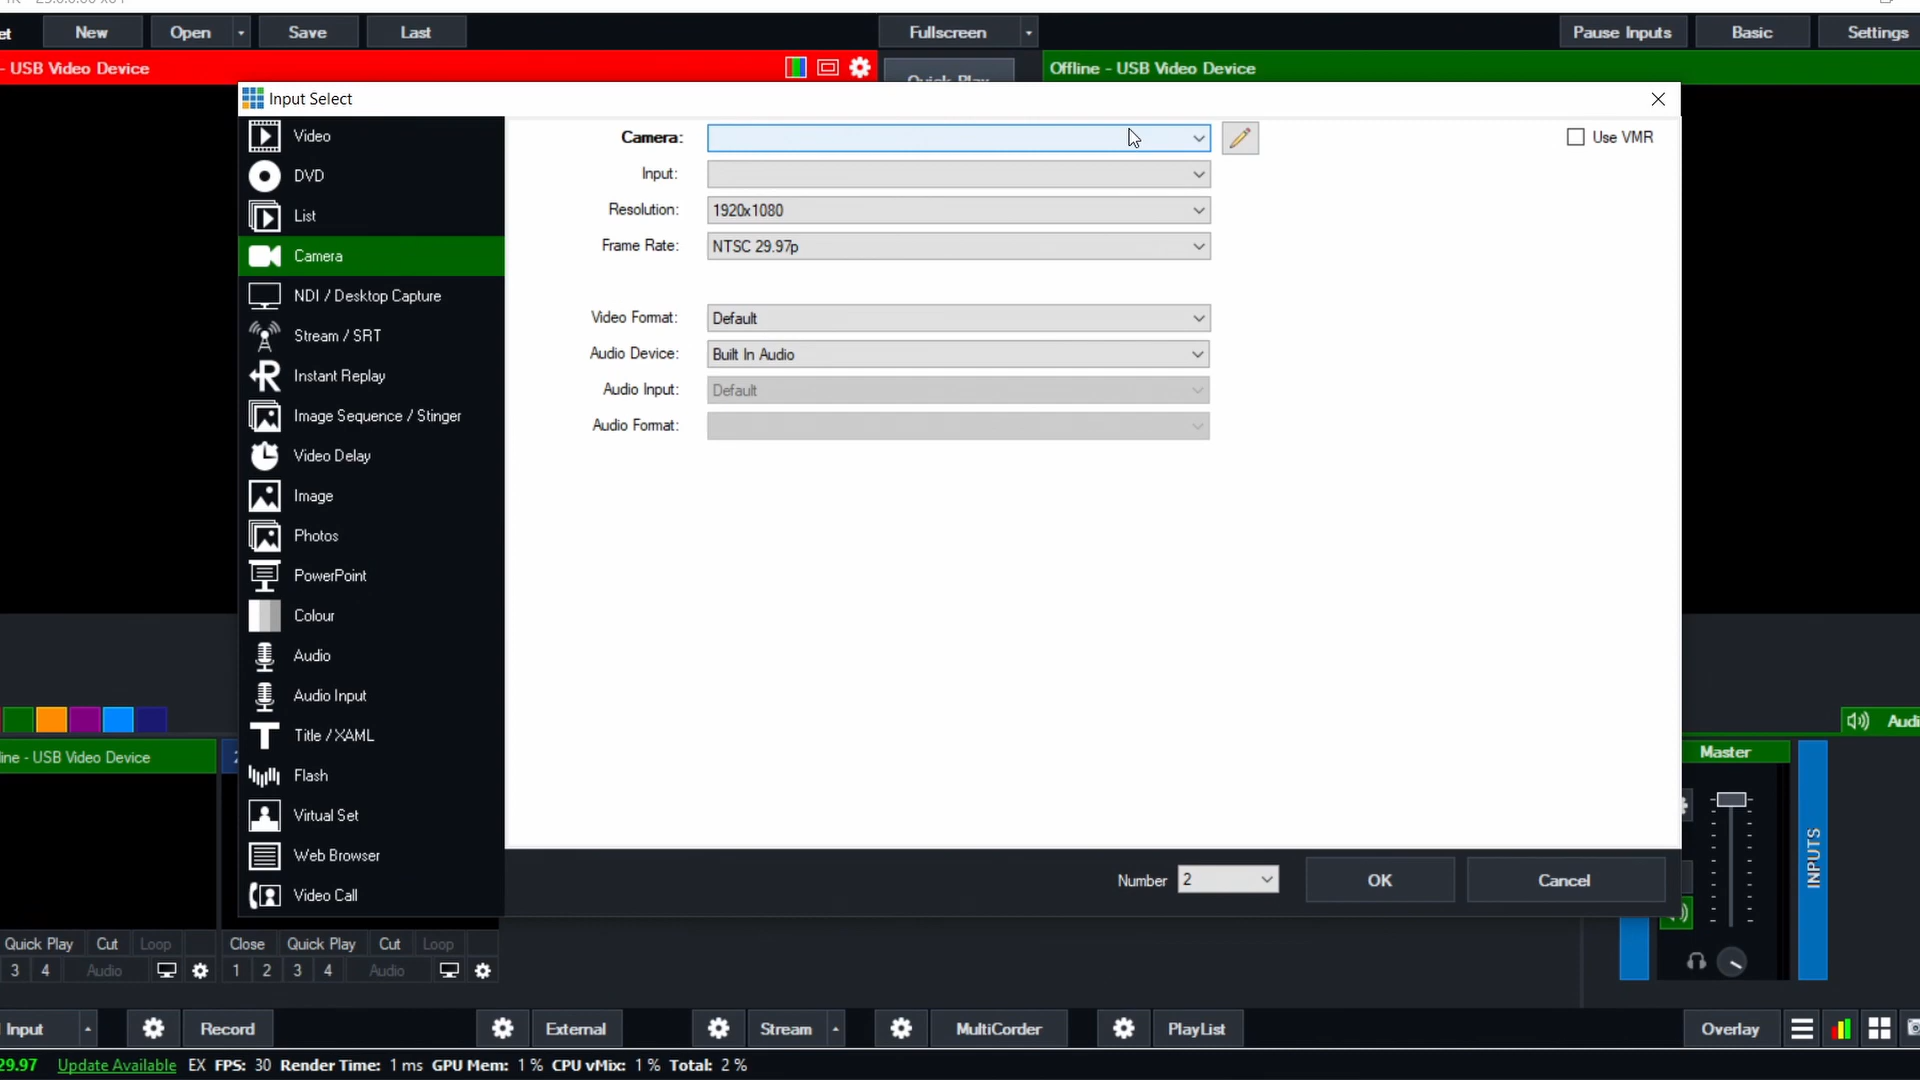 New
Open
Save
Last
Fullscreen
Pause Inputs
Basic
Settings
- USB Video Device
Offline - USB Video Device
Input Select
Video
DVD
List
Camera
NDI / Desktop Capture
Stream / SRT
Instant Replay
Image Sequence / Stinger
Video Delay
Image
Photos
PowerPoint
Colour
Audio
Audio Input
Title / XAML
Flash
Virtual Set
Web Browser
Video Call
Camera:
Use VMR
Input:
Resolution: 1920x1080
Frame Rate: NTSC 29.97p
Video Format: Default
Audio Device: Built In Audio
Audio Input: Default
Audio Format:
Number 2
OK
Cancel
ine - USB Video Device
Audi
Master
INPUTS
Quick Play Cut Loop
3 4 Audio
Close Quick Play Cut Loop
1 2 3 4 Audio
Input
Record
External
Stream
MultiCorder
PlayList
Overlay
29.97 Update Available EX FPS: 30 Render Time: 1 ms GPU Mem: 1 % CPU vMix: 1 % Total: 2 %